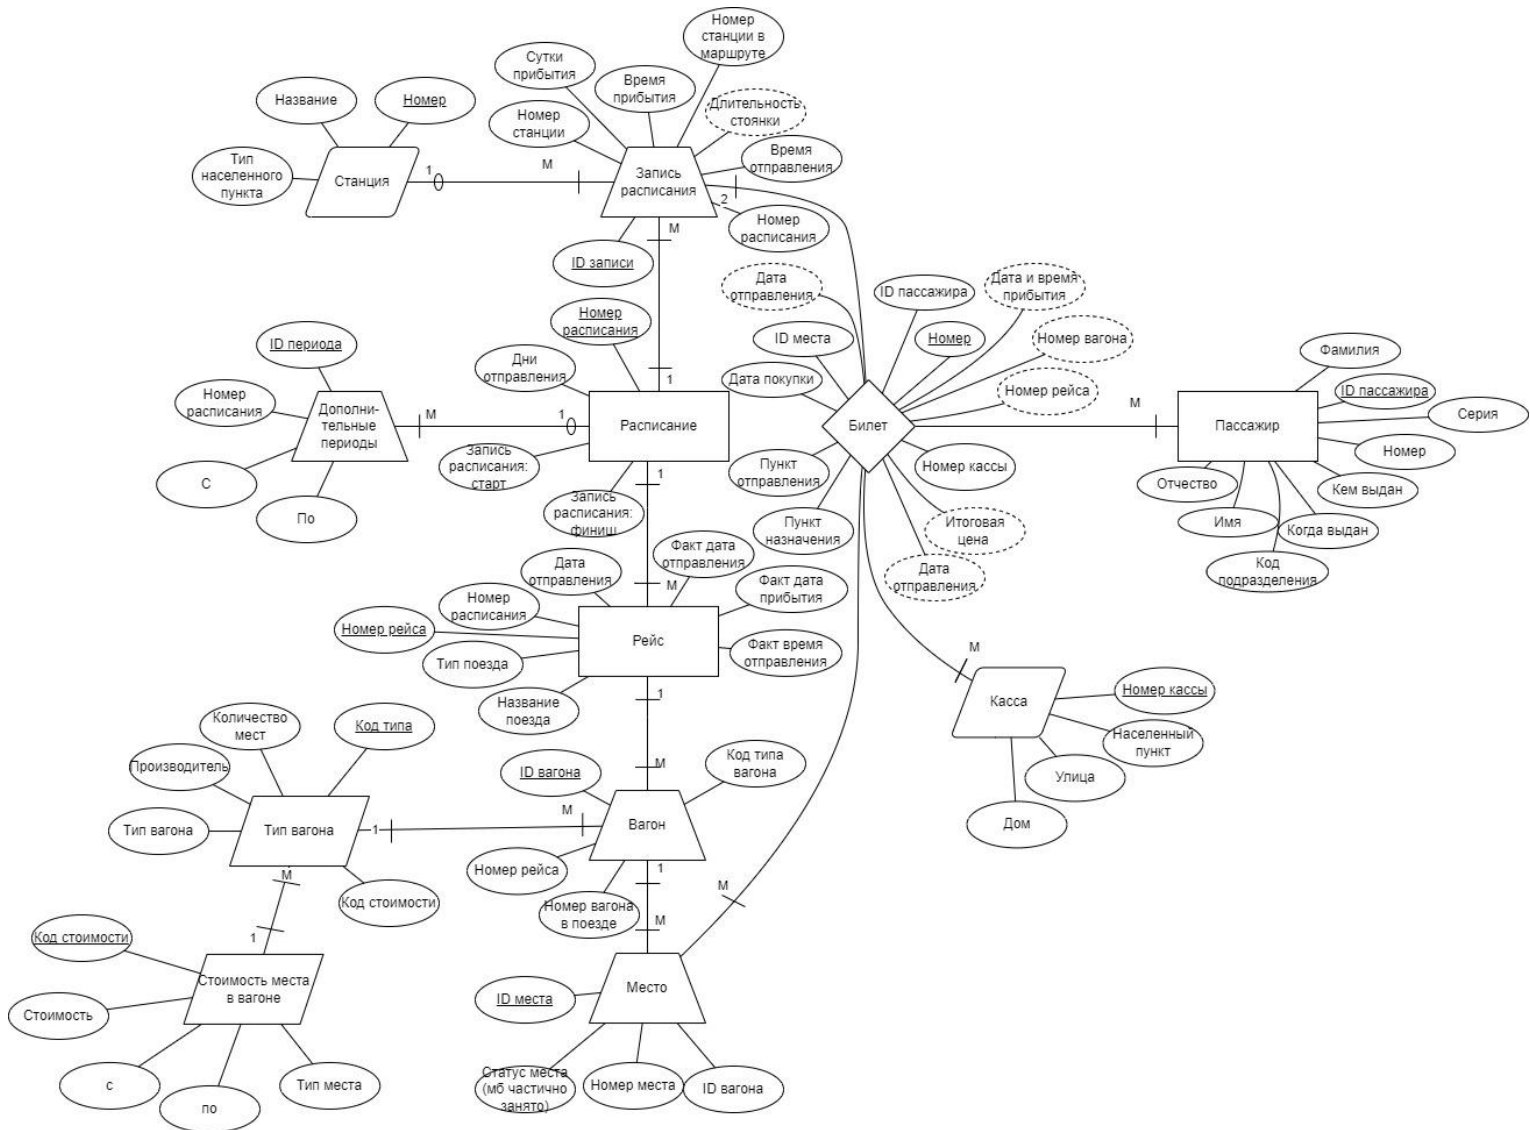 Номер
станции в
маршруте
Сутки
прибытия
Время
прибытия
Длительность
стоянки
Название
Номер
Номер
станции
Время
отправления
Тип
населенного
пункта
Станция
1
М
Запись
расписания
2
Номер
расписания
М
ID записи
Дата
отправления
ID пассажира
Дата и время
прибытия
Номер
расписания
ID места
Номер
Номер вагона
ID периода
Дни
отправления
Дата покупки
Номер рейса
Фамилия
ID пассажира
Серия
Номер
расписания
Дополни-
тельные
периоды
М
1
1
Расписание
Билет
М
Пассажир
Номер
Запись
расписания:
старт
Номер кассы
С
По
Запись
расписания:
финиш
1
Пункт
отправления
Пункт
назначения
Итоговая
цена
Дата
отправления
Отчество
Имя
Кем выдан
Когда выдан
Код
подразделения
Дата
отправления
Факт дата
отправления
М
Номер
расписания
Факт дата
прибытия
Номер рейса
Рейс
Тип поезда
Факт время
отправления
Название
поезда
1
М
Касса
Номер кассы
Населенный
пункт
Улица
Дом
Количество
мест
Код типа
Производитель
Тип вагона
Тип вагона
1
М
ID вагона
М
Код типа
вагона
Вагон
Номер рейса
1
М
Код стоимости
Номер вагона
в поезде
М
М
1
Код стоимости
Стоимость места
в вагоне
Стоимость
с
по
Тип места
Место
ID места
Статус места
(мб частично
занято)
Номер места
ID вагона